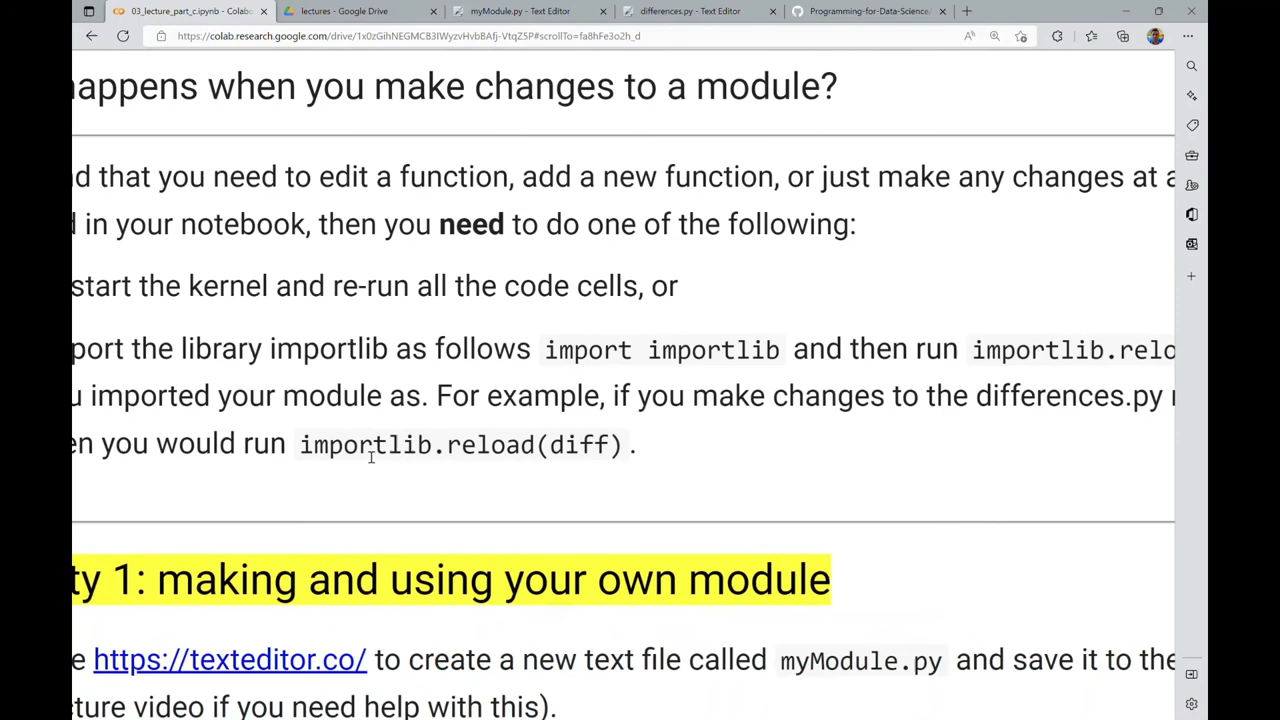 03_lecture_part_c.ipynb - Colabo
lectures - Google Drive
myModule.py - Text Editor
differences.py - Text Editor
Programming-for-Data-Science/
https://colab.research.google.com/drive/1x0zGihNEGMCB3IWyzvHvbBAfj-VtqZ5P#scrollTo=fa8hFe3o2h_d
appens when you make changes to a module?
d that you need to edit a function, add a new function, or just make any changes at a
d in your notebook, then you need to do one of the following:
start the kernel and re-run all the code cells, or
port the library importlib as follows import importlib and then run importlib.relo
u imported your module as. For example, if you make changes to the differences.py
en you would run importlib.reload(diff).
ty 1: making and using your own module
e https://texteditor.co/ to create a new text file called myModule.py and save it to the
ture video if you need help with this).